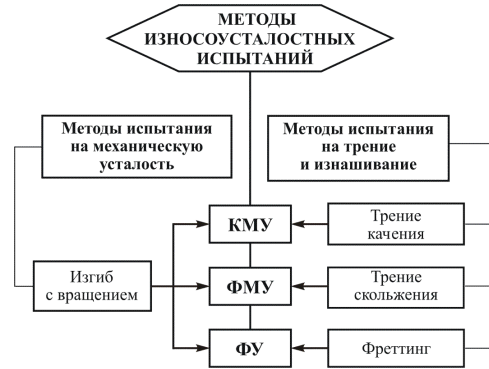 МЕТОДЫ
ИЗНОСОУСТАЛОСТНЫХ
ИСПЫТАНИЙ
Методы испытания
на механическую
усталость
Методы испытания
на трение
и изнашивание
КМУ
Трение
качения
Изгиб
с вращением
ФМУ
Трение
скольжения
ФУ
Фреттинг